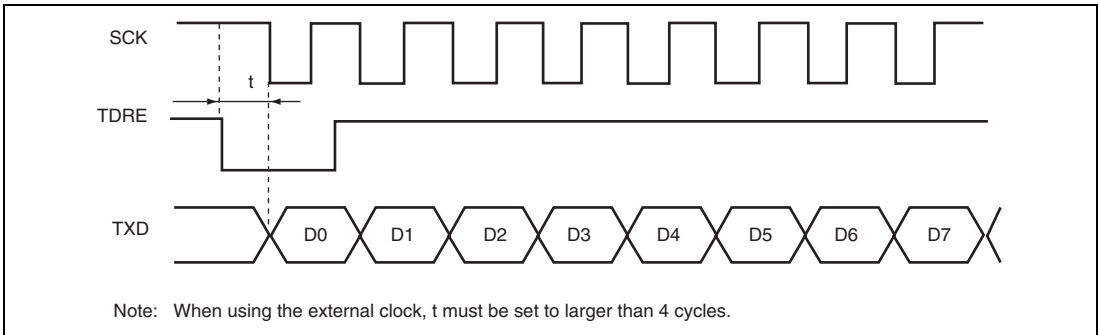 SCK
t
TDRE
TXD D0 D1 D2 D3 D4 D5 D6 D7
Note: When using the external clock, t must be set to larger than 4 cycles.